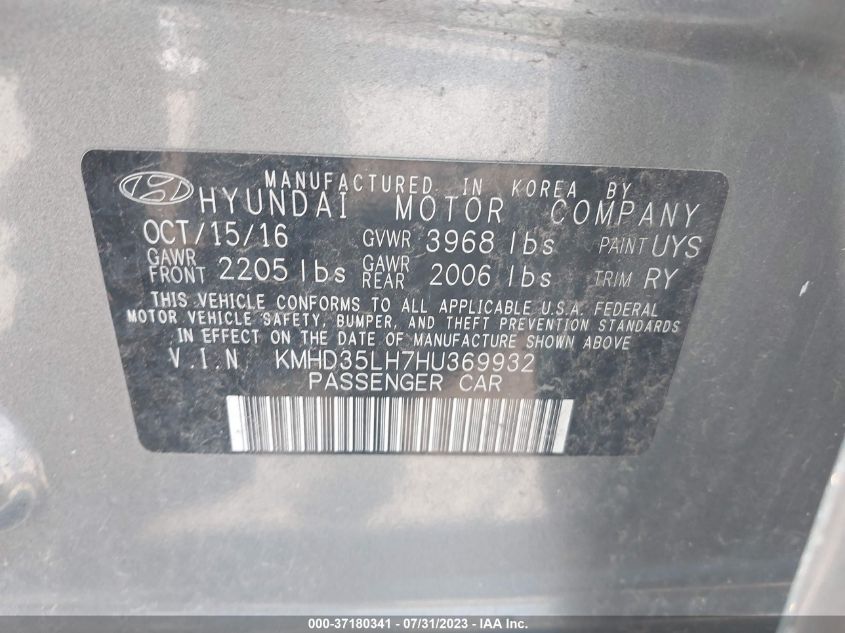 MANUFACTURED IN KOREA BY
HYUNDAI MOTOR COMPANY
OCT/15/16 GVWR 3968 lbs PAINT UYS
GAWR FRONT 2205 lbs GAWR REAR 2006 lbs TRIM RY
THIS VEHICLE CONFORMS TO ALL APPLICABLE U.S.A. FEDERAL
MOTOR VEHICLE SAFETY, BUMPER, AND THEFT PREVENTION STANDARDS
IN EFFECT ON THE DATE OF MANUFACTURE SHOWN ABOVE
V.I.N KMHD35LH7HU369932
PASSENGER CAR
000-37180341 - 07/31/2023 - IAA Inc.